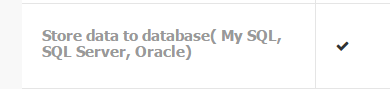 Store data to database( My SQL,
SQL Server, Oracle)